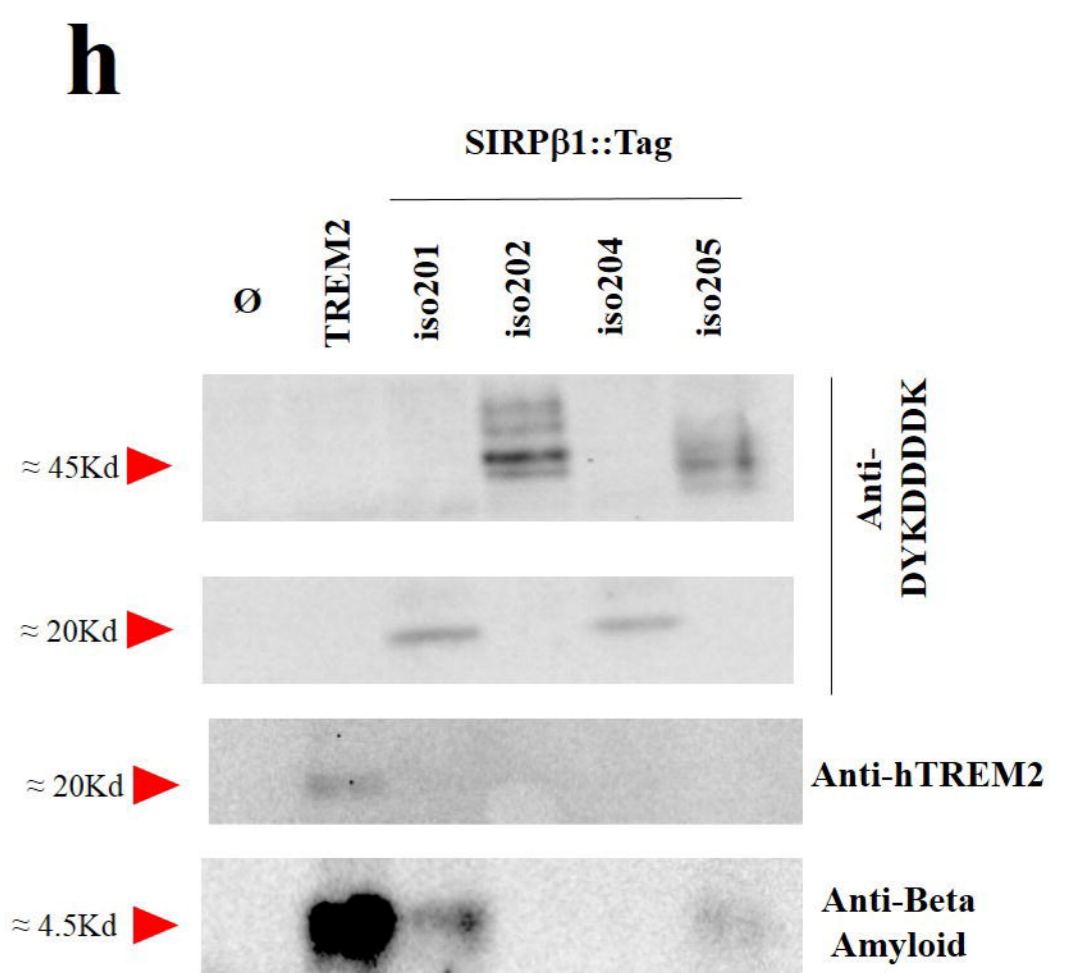 h
SIRPβ1::Tag
Ø
TREM2
iso201
iso202
iso204
iso205
≈ 45Kd
Anti-
DYKDDDDK
≈ 20Kd
≈ 20Kd
Anti-hTREM2
≈ 4.5Kd
Anti-Beta
Amyloid